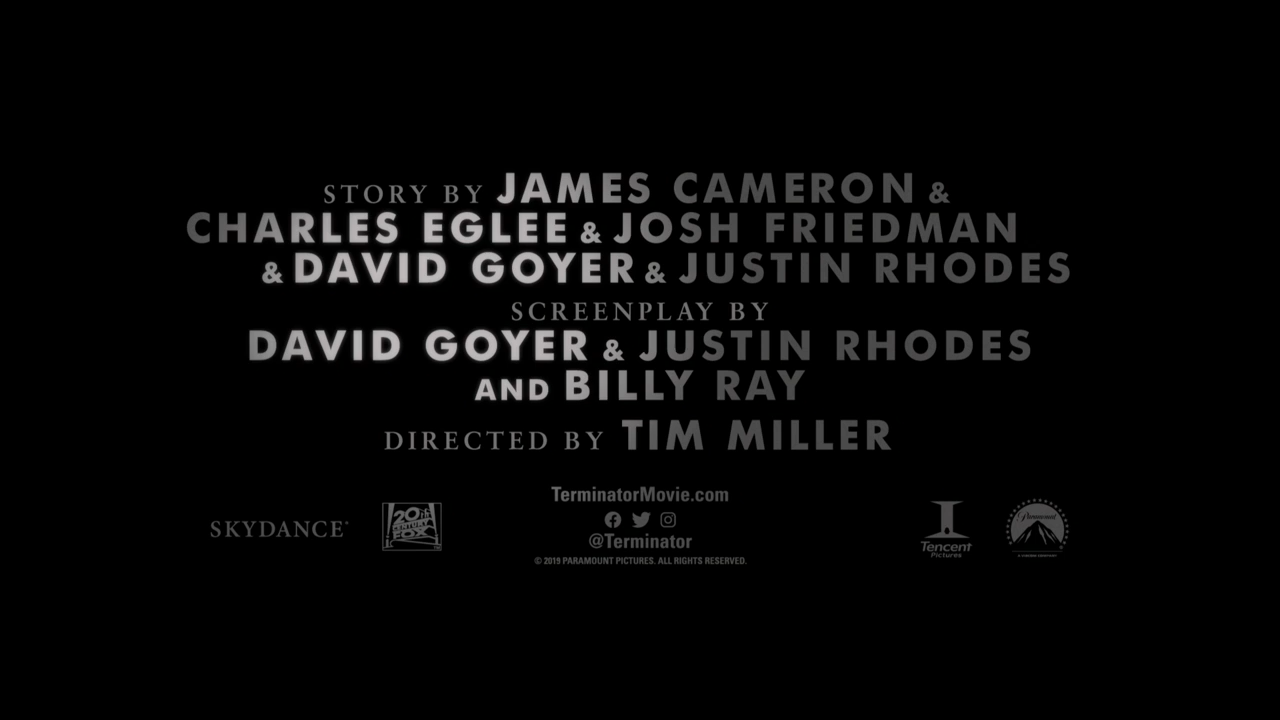 STORY BY JAMES CAMERON &
CHARLES EGLEE & JOSH FRIEDMAN
& DAVID GOYER & JUSTIN RHODES
SCREENPLAY BY
DAVID GOYER & JUSTIN RHODES
AND BILLY RAY
DIRECTED BY TIM MILLER
TerminatorMovie.com
@Terminator
© 2019 PARAMOUNT PICTURES. ALL RIGHTS RESERVED.
SKYDANCE
20th
CENTURY
FOX
Tencent
Pictures
Paramount